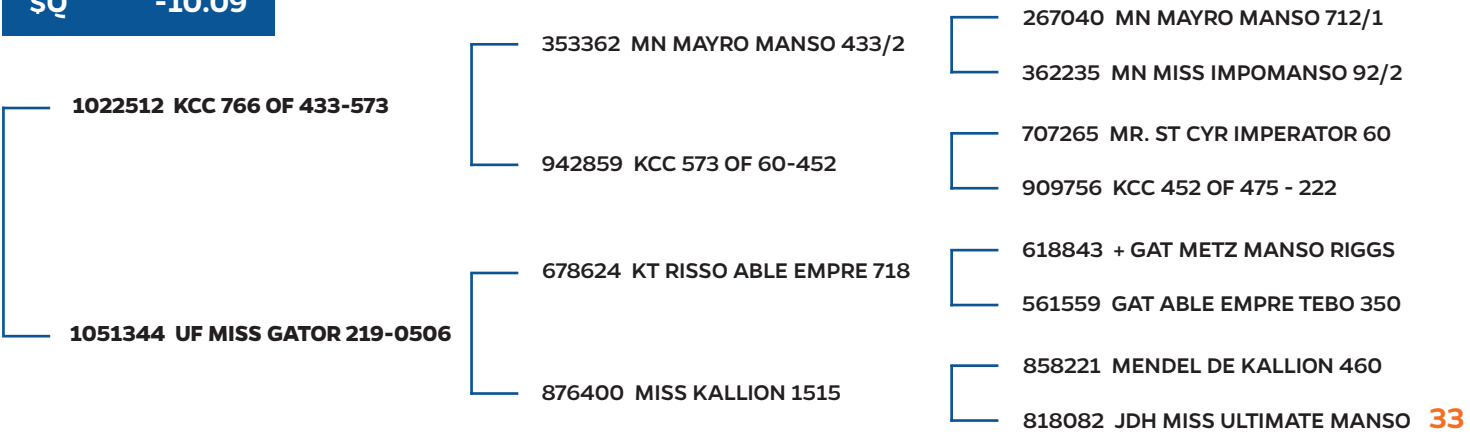 $Q -10.09
267040 MN MAYRO MANSO 712/1
353362 MN MAYRO MANSO 433/2
362235 MN MISS IMPOMANSO 92/2
1022512 KCC 766 OF 433-573
707265 MR. ST CYR IMPERATOR 60
942859 KCC 573 OF 60-452
909756 KCC 452 OF 475 - 222
618843 + GAT METZ MANSO RIGGS
678624 KT RISSO ABLE EMPRE 718
561559 GAT ABLE EMPRE TEBO 350
1051344 UF MISS GATOR 219-0506
858221 MENDEL DE KALLION 460
876400 MISS KALLION 1515
818082 JDH MISS ULTIMATE MANSO 33